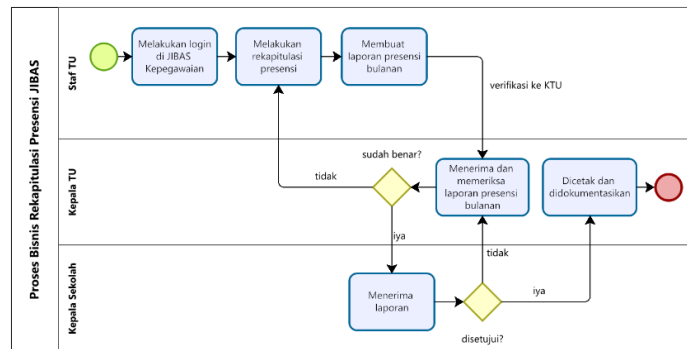 Proses Bisnis Rekapitulasi Presensi JIBAS
Staf TU
Melakukan login
di JIBAS
Kepegawaian
Melakukan
rekapitulasi
presensi
Membuat
laporan presensi
bulanan
verifikasi ke KTU
Kepala TU
sudah benar?
tidak
iya
Menerima dan
memeriksa
laporan presensi
bulanan
Dicetak dan
didokumentasikan
Kepala Sekolah
Menerima
laporan
tidak
iya
disetujui?